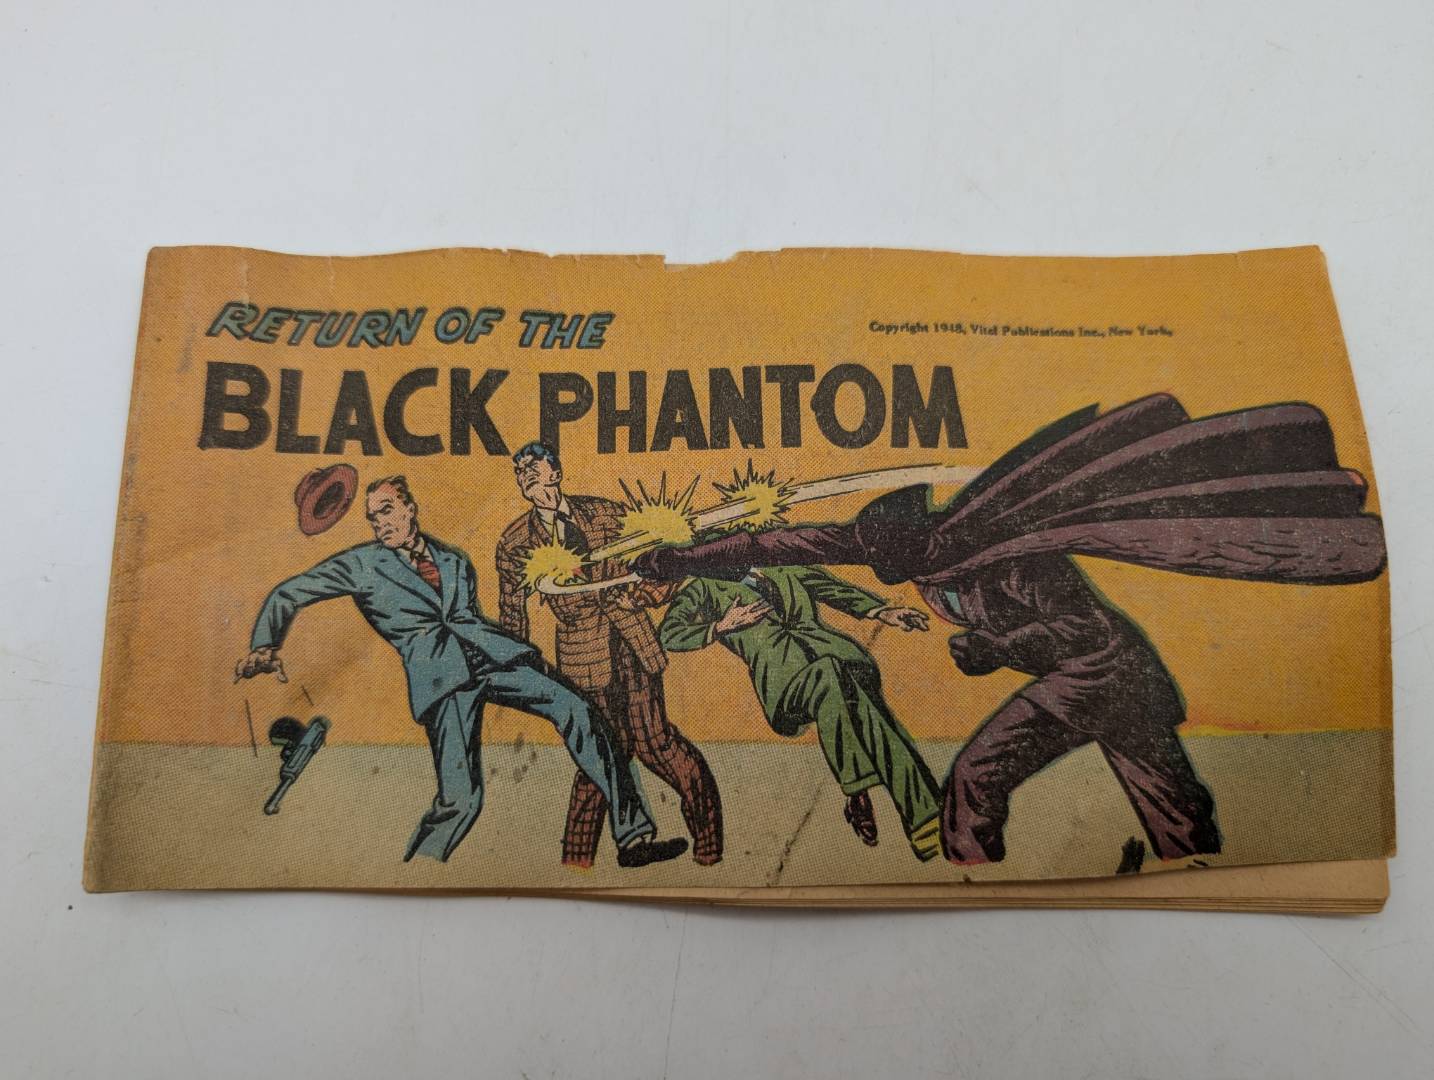 RETURN OF THE
Copyright 1948, Vital Publications Inc., New York.
BLACK PHANTOM